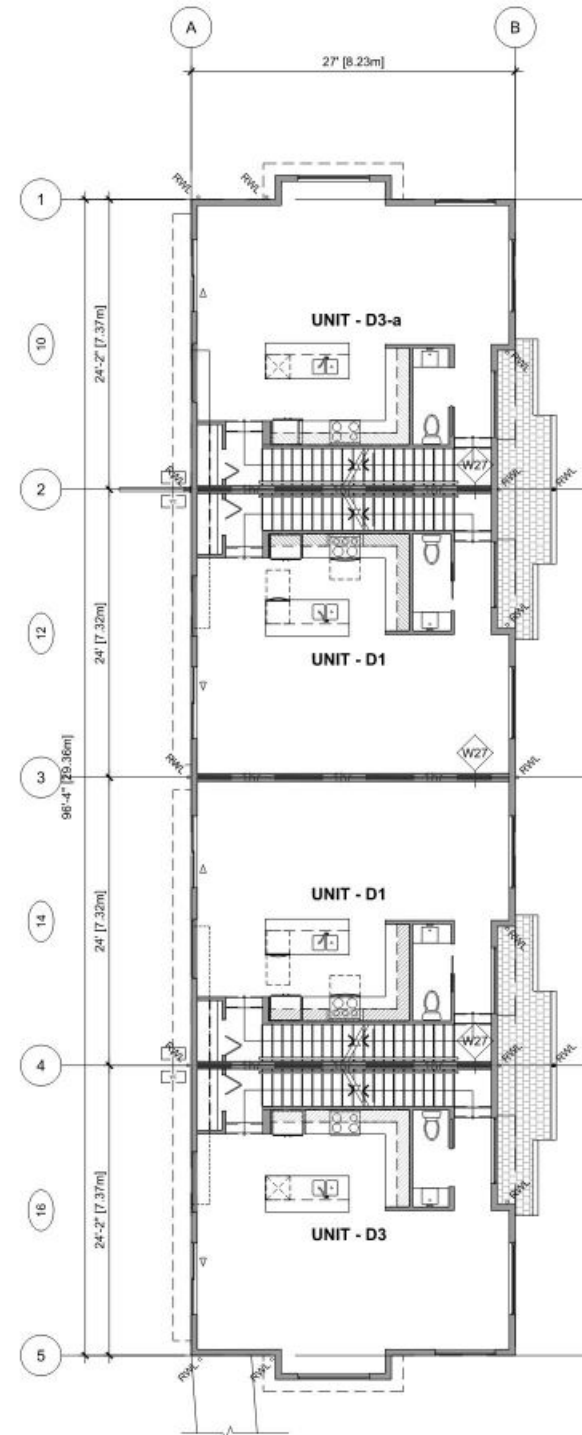 A
B
27' [8.23m]
RWL
RWL
1
UNIT - D3-a
10
24'-2" [7.37m]
RWL
W27
2
RWL
RWL
RWL
12
24' [7.32m]
RWL
UNIT - D1
W27
96'-4" [29.36m]
3
RWL
RWL
14
24' [7.32m]
UNIT - D1
RWL
W27
4
RWL
RWL
RWL
16
24'-2" [7.37m]
RWL
UNIT - D3
5
RWL
RWL